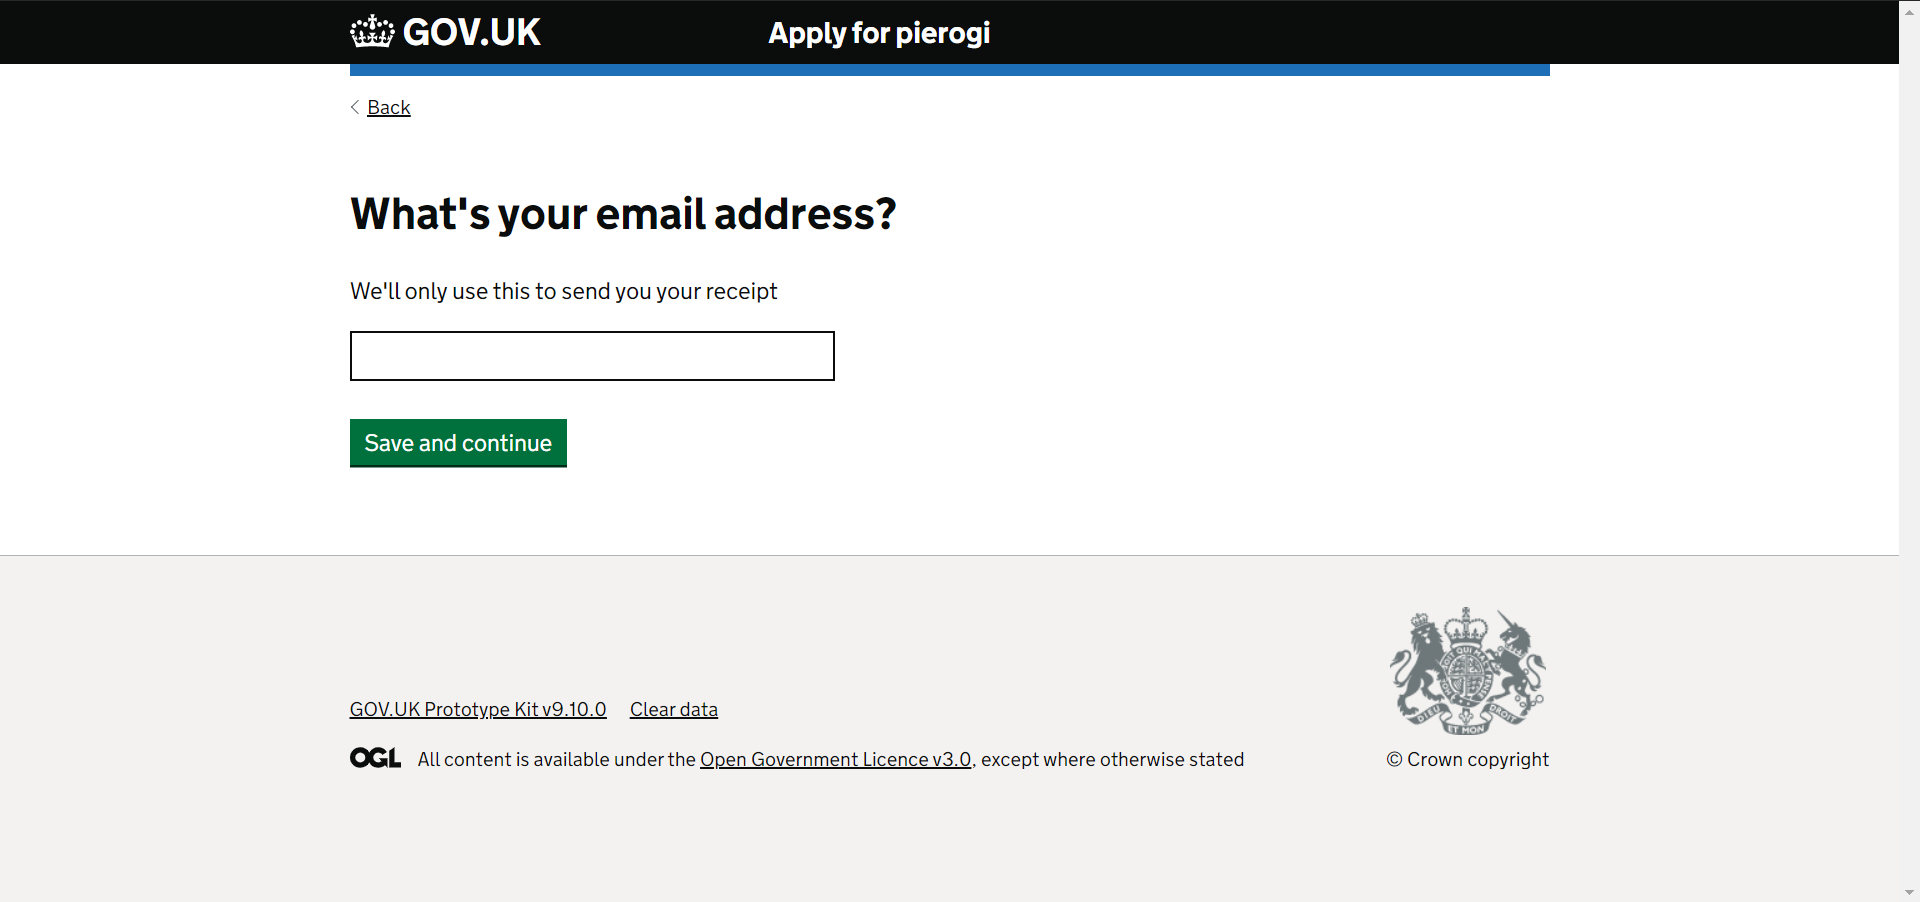 GOV.UK Apply for pierogi
Back
What's your email address?
We'll only use this to send you your receipt
Save and continue
GOV.UK Prototype Kit v9.10.0 Clear data
OGL All content is available under the Open Government Licence v3.0, except where otherwise stated
DIEU ET MON DROIT
© Crown copyright